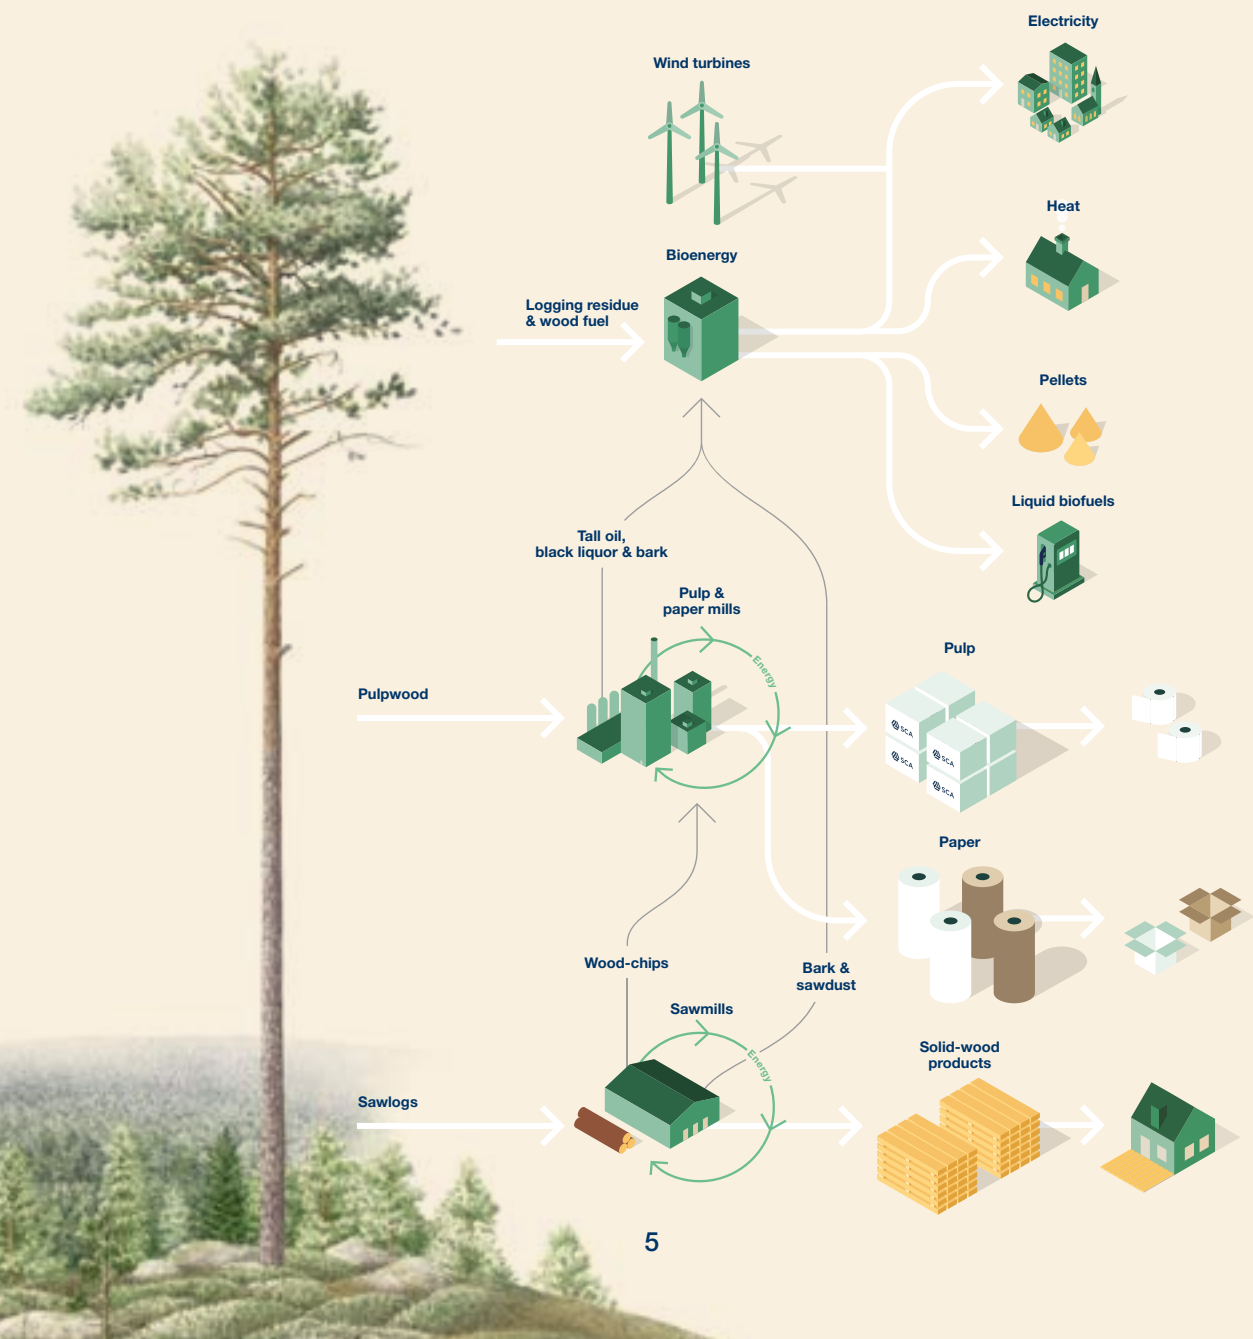 Electricity
Wind turbines
Heat
Bioenergy
Logging residue
& wood fuel
Pellets
Liquid biofuels
Tall oil,
black liquor & bark
Pulp &
paper mills
Energy
Pulp
Pulpwood
SCA
SCA
SCA
SCA
Paper
Wood-chips
Bark &
sawdust
Sawmills
Energy
Solid-wood
products
Sawlogs
5